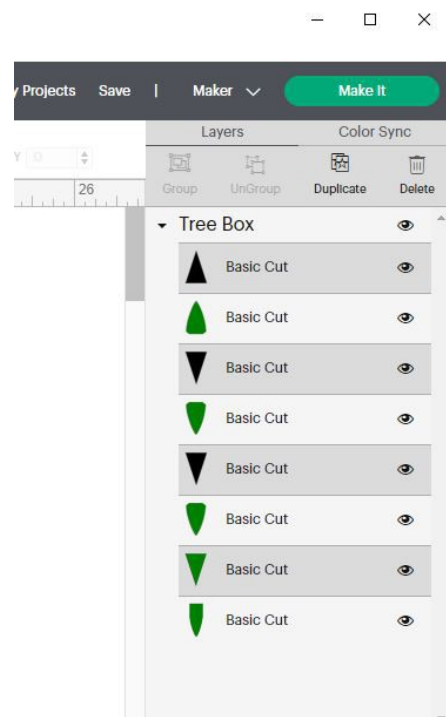 y Projects Save | Maker Make It
Layers Color Sync
Y 0
Group UnGroup Duplicate Delete
26
Tree Box
Basic Cut
Basic Cut
Basic Cut
Basic Cut
Basic Cut
Basic Cut
Basic Cut
Basic Cut